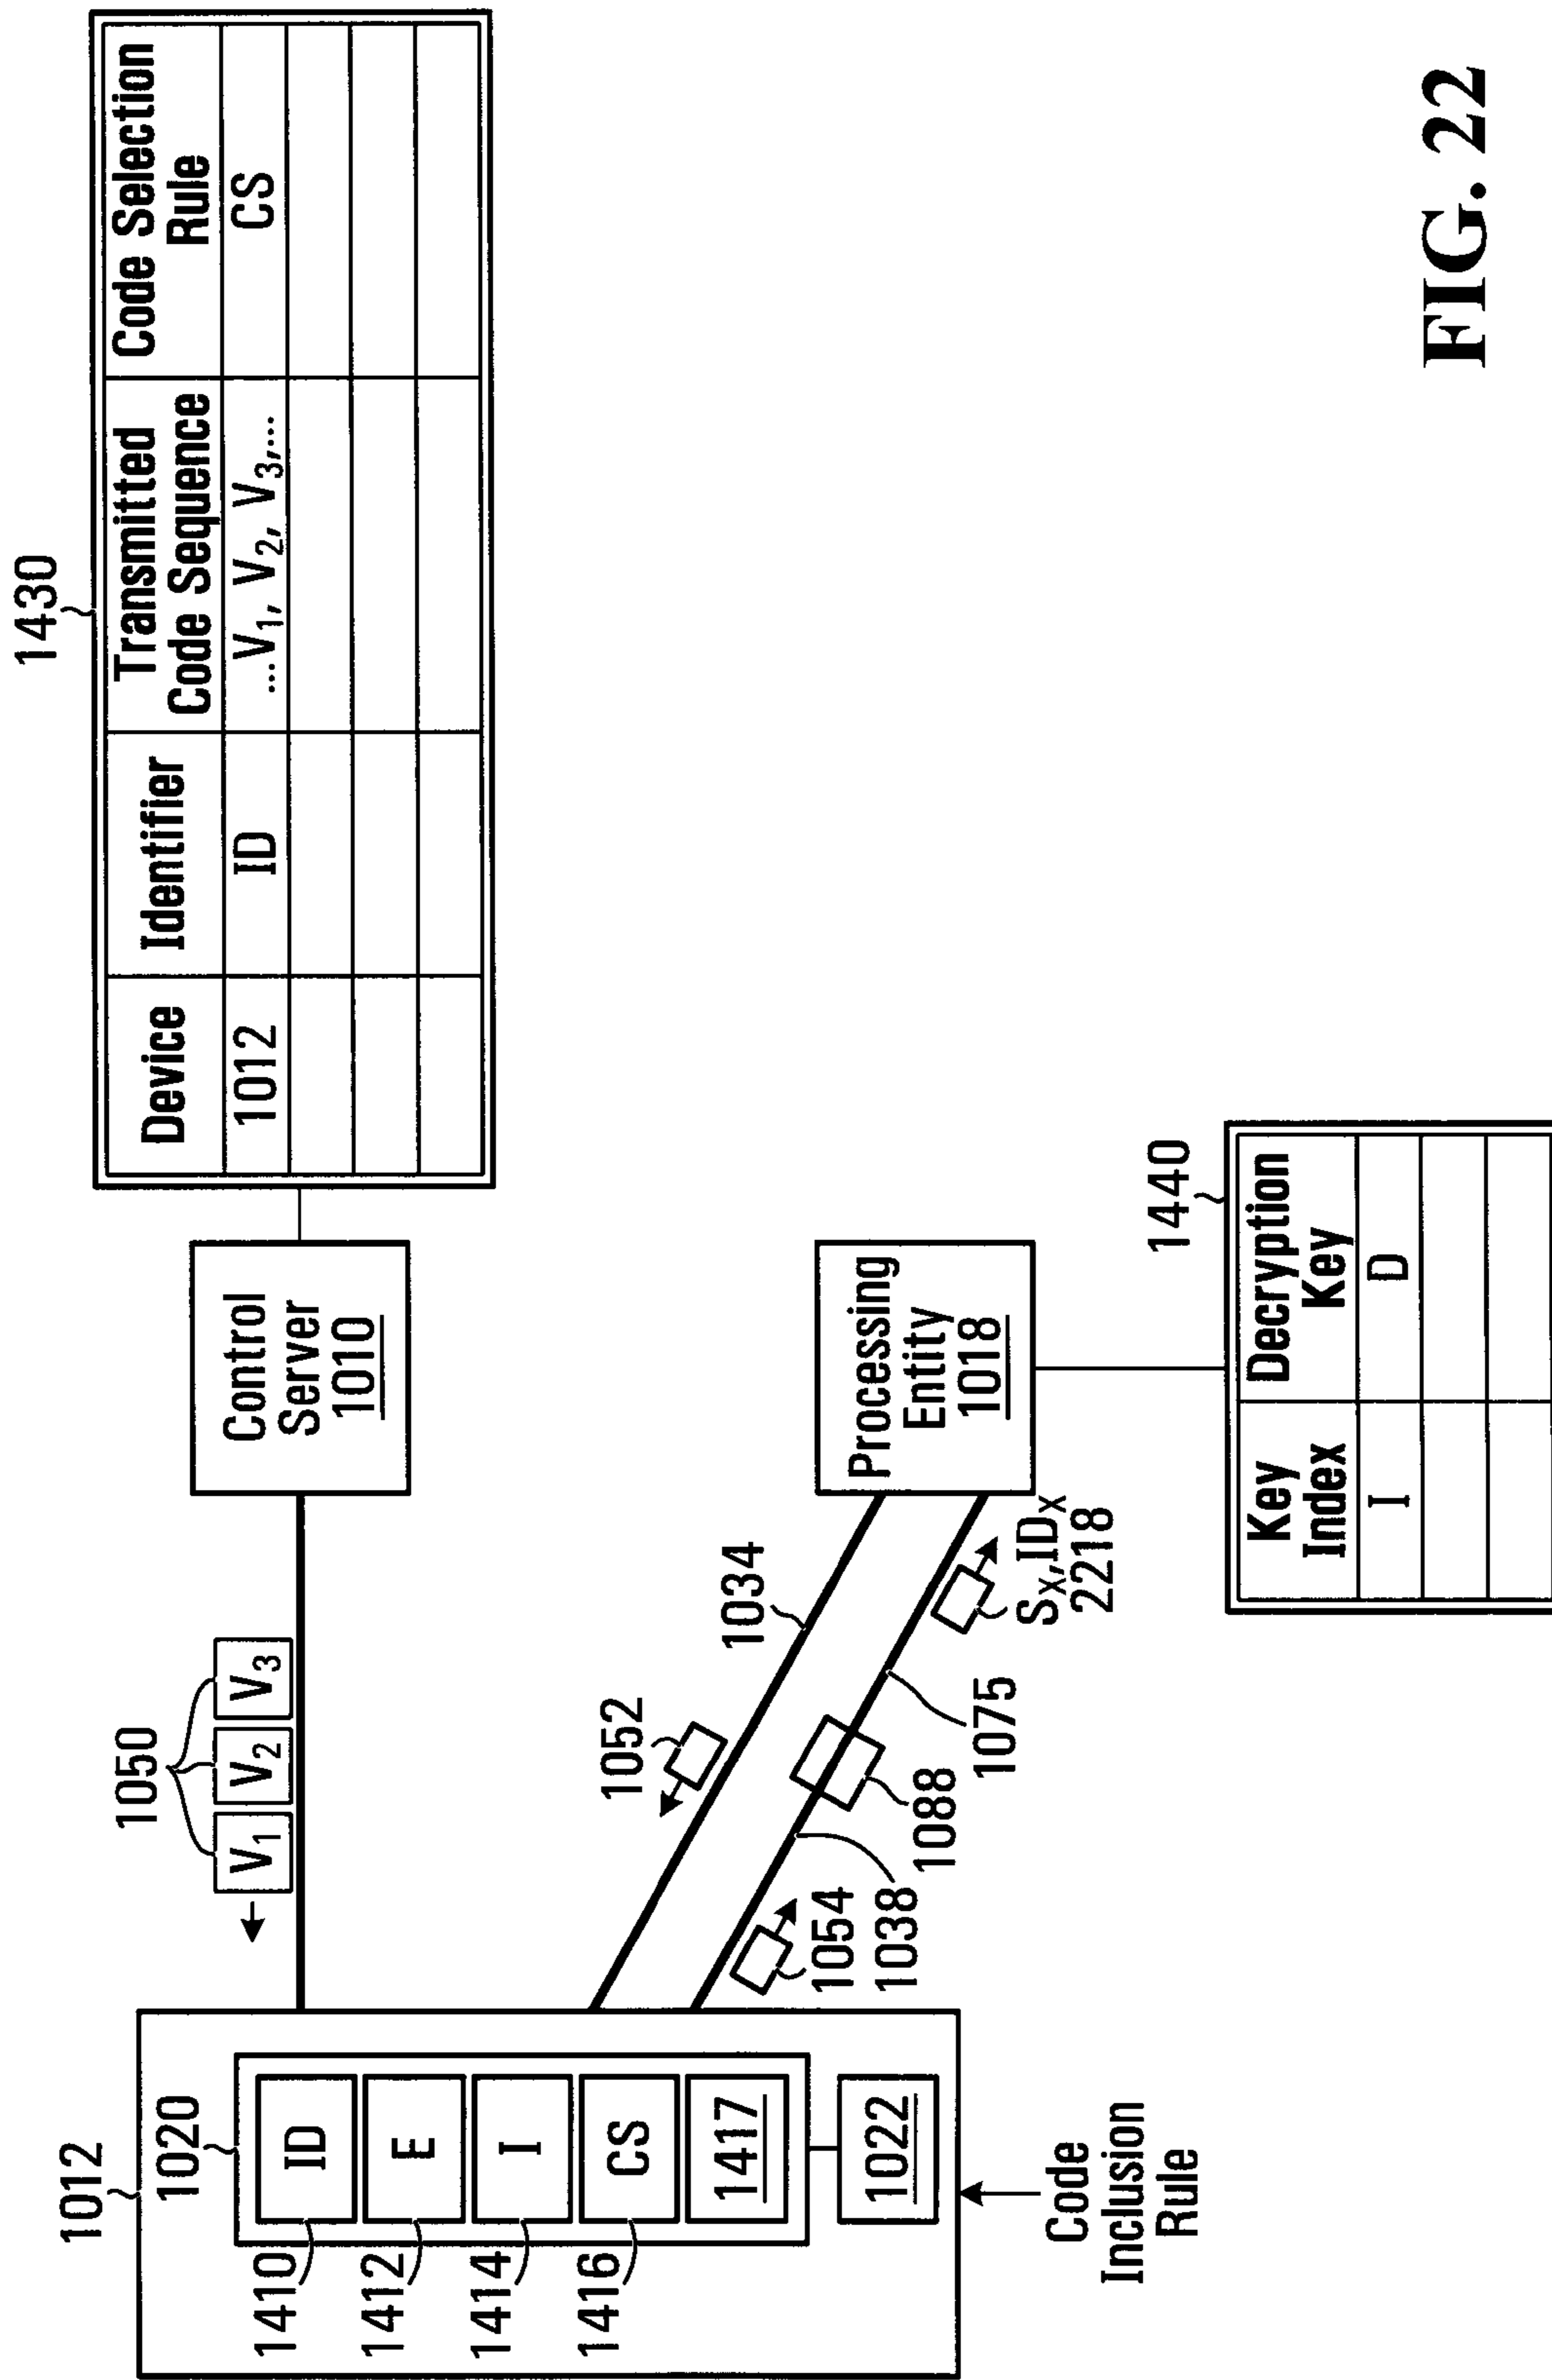 1430
Device
Identifier
Transmitted
Code Sequence
Code Selection
Rule
1012
ID
...V1, V2, V3,...
CS
Control
Server
1010
1050
V1
V2
V3
1012
1020
ID
E
I
CS
1417
1022
1410
1412
1414
1416
Code
Inclusion
Rule
1052
1034
1054
1038
1088
1075
Sx,IDx
2218
Processing
Entity
1018
1440
Key
Index
Decryption
Key
I
D
FIG. 22